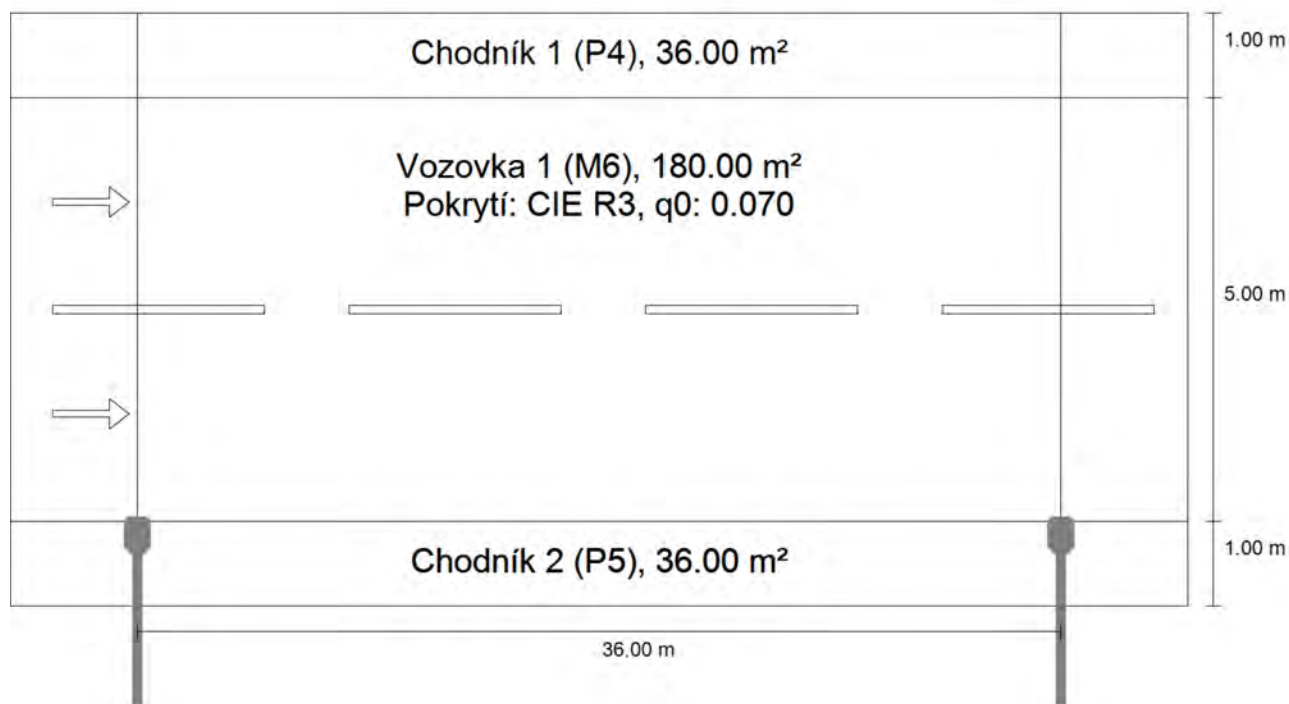 Chodník 1 (P4), 36.00 m²
1.00 m
Vozovka 1 (M6), 180.00 m²
Pokrytí: CIE R3, q0: 0.070
5.00 m
Chodník 2 (P5), 36.00 m²
1.00 m
36.00 m